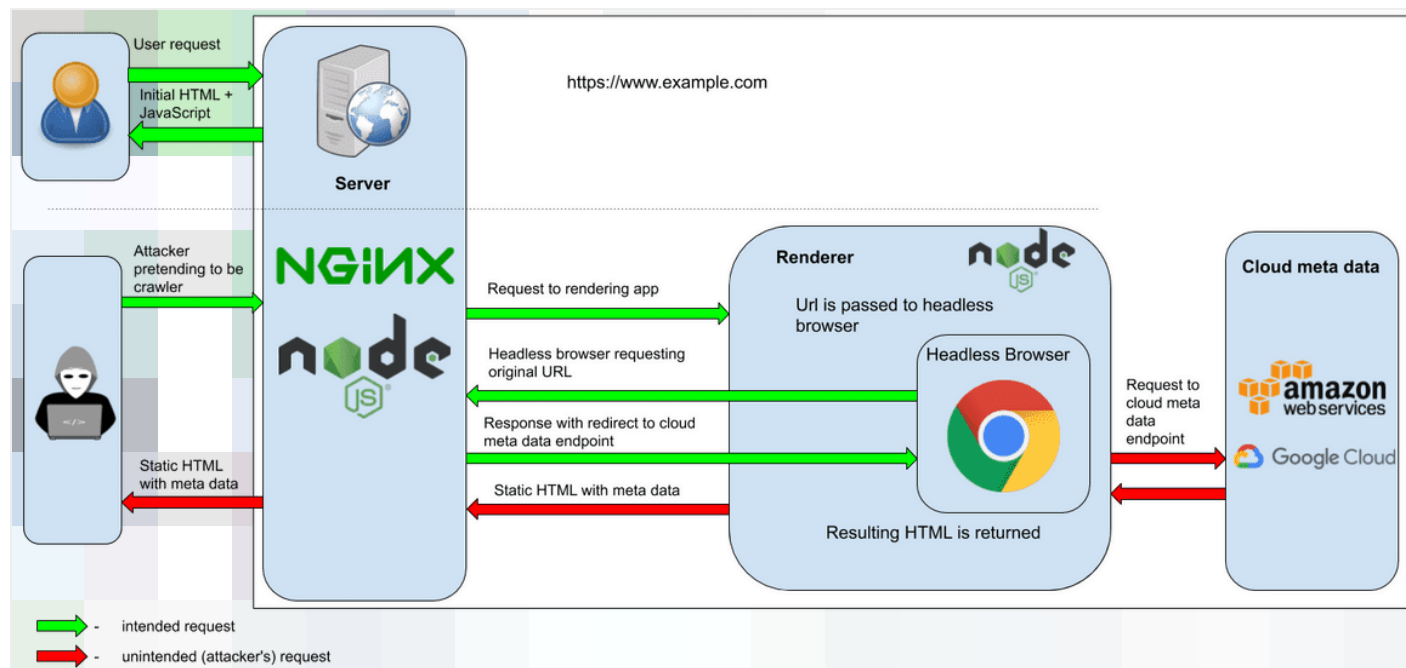 User request
Initial HTML +
JavaScript
https://www.example.com
Server
Attacker
pretending to be
crawler
NGiNX
node
JS
Request to rendering app
Renderer
node
JS
Url is passed to headless
browser
Headless browser requesting
original URL
Headless Browser
Response with redirect to cloud
meta data endpoint
Static HTML with meta data
Resulting HTML is returned
Static HTML
with meta data
Request to
cloud meta
data
endpoint
Cloud meta data
amazon
web services
Google Cloud
</>
- intended request
- unintended (attacker's) request